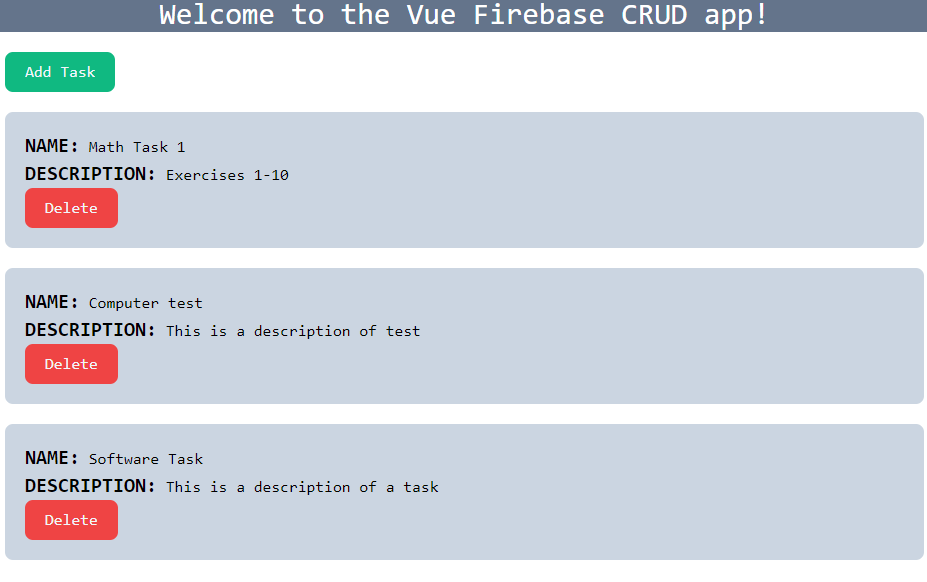 Welcome to the Vue Firebase CRUD app!
Add Task
NAME: Math Task 1
DESCRIPTION: Exercises 1-10
Delete
NAME: Computer test
DESCRIPTION: This is a description of test
Delete
NAME: Software Task
DESCRIPTION: This is a description of a task
Delete